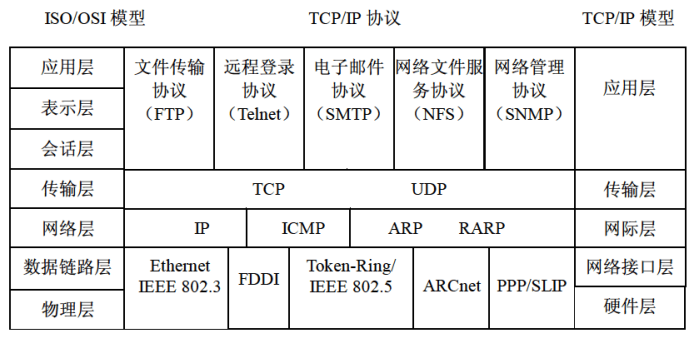 ISO/OSI 模型 TCP/IP 协议 TCP/IP 模型
应用层 文件传输 远程登录 电子邮件 网络文件服 网络管理 应用层
协议 协议 协议 务协议 协议
表示层 （FTP） （Telnet） （SMTP） （NFS） （SNMP）
会话层
传输层 TCP UDP 传输层
网络层 IP ICMP ARP RARP 网际层
数据链路层 Ethernet FDDI Token-Ring/ ARCnet PPP/SLIP 网络接口层
IEEE 802.3 IEEE 802.5
物理层 硬件层